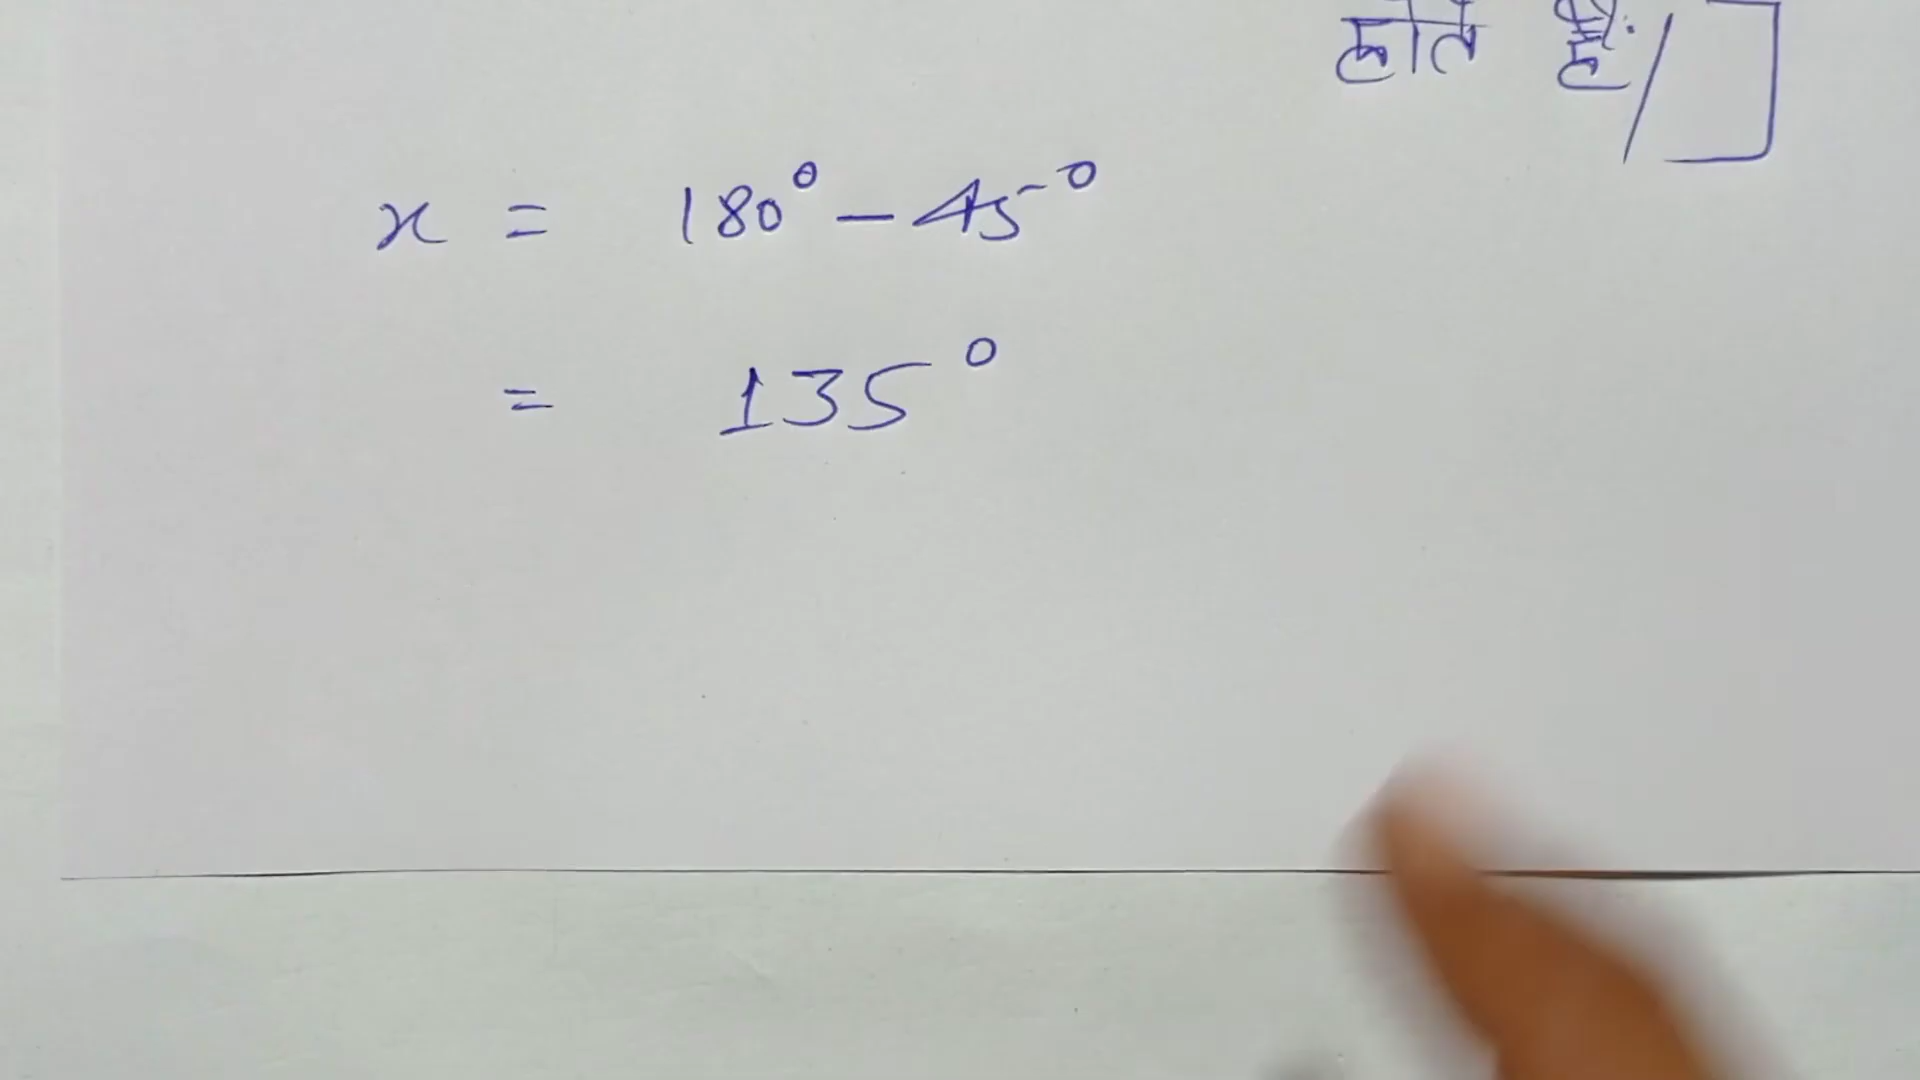 होते हैं।]
x = 180° - 45°
= 135°